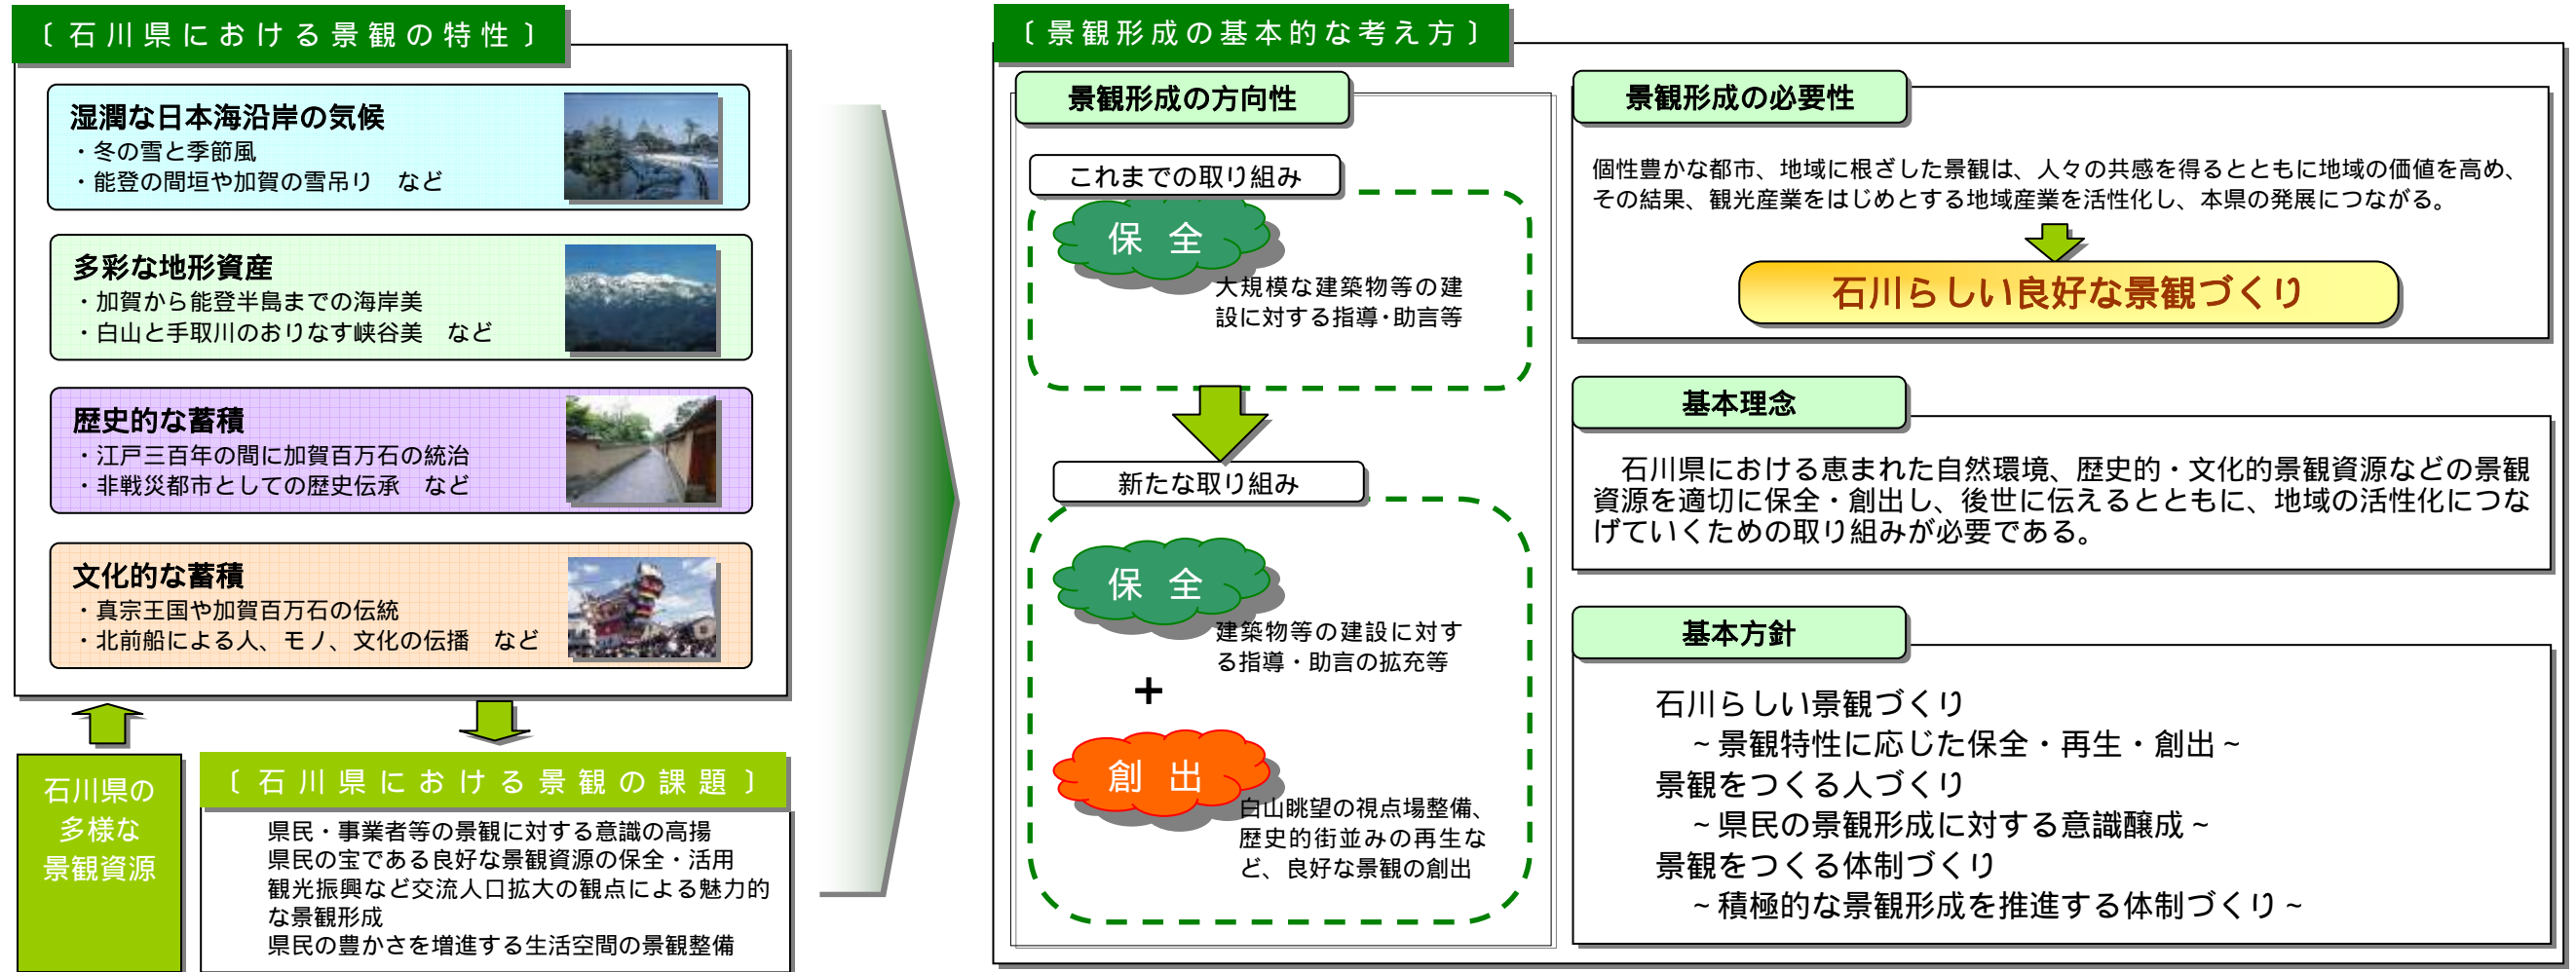 〔石川県における景観の特性〕
湿潤な日本海沿岸の気候
・冬の雪と季節風
・能登の間垣や加賀の雪吊り　など
多彩な地形資産
・加賀から能登半島までの海岸美
・白山と手取川のおりなす峡谷美　など
歴史的な蓄積
・江戸三百年の間に加賀百万石の統治
・非戦災都市としての歴史伝承　など
文化的な蓄積
・真宗王国や加賀百万石の伝統
・北前船による人、モノ、文化の伝播　など
石川県の
多様な
景観資源
〔石川県における景観の課題〕
県民・事業者等の景観に対する意識の高揚
県民の宝である良好な景観資源の保全・活用
観光振興など交流人口拡大の観点による魅力的
な景観形成
県民の豊かさを増進する生活空間の景観整備
〔景観形成の基本的な考え方〕
景観形成の方向性
これまでの取り組み
保 全
大規模な建築物等の建
設に対する指導・助言等
新たな取り組み
保 全
建築物等の建設に対す
る指導・助言の拡充等
+
創 出
白山眺望の視点場整備、
歴史的街並みの再生な
ど、良好な景観の創出
景観形成の必要性
個性豊かな都市、地域に根ざした景観は、人々の共感を得るとともに地域の価値を高め、
その結果、観光産業をはじめとする地域産業を活性化し、本県の発展につながる。
石川らしい良好な景観づくり
基本理念
石川県における恵まれた自然環境、歴史的・文化的景観資源などの景観
資源を適切に保全・創出し、後世に伝えるとともに、地域の活性化につな
げていくための取り組みが必要である。
基本方針
石川らしい景観づくり
~景観特性に応じた保全・再生・創出~
景観をつくる人づくり
~県民の景観形成に対する意識醸成~
景観をつくる体制づくり
~積極的な景観形成を推進する体制づくり~